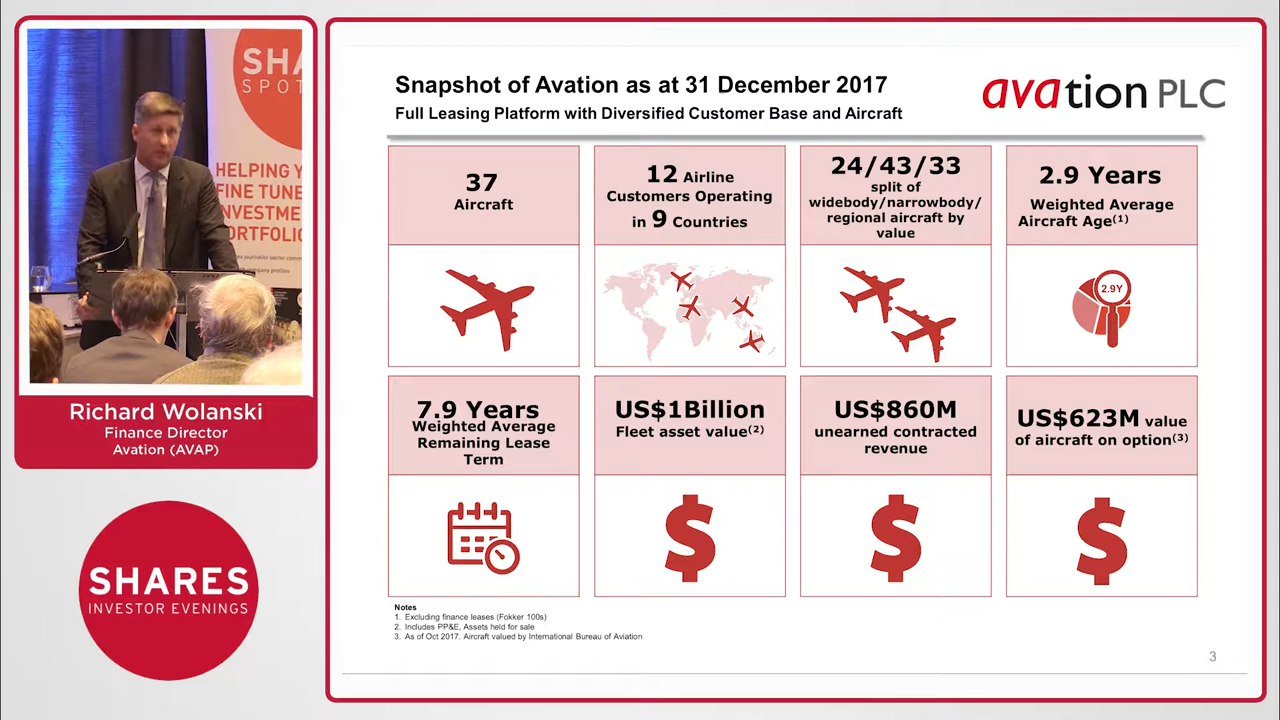 SHA
SPOT
HELPING Y
FINE TUNE
INVESTME
PORTFOLIO
Richard Wolanski
Finance Director
Avation (AVAP)
SHARES
INVESTOR EVENINGS
Snapshot of Avation as at 31 December 2017
Full Leasing Platform with Diversified Customer Base and Aircraft
avation PLC
37
Aircraft
12 Airline
Customers Operating
in 9 Countries
24/43/33
split of
widebody/narrowbody/
regional aircraft by
value
2.9 Years
Weighted Average
Aircraft Age(1)
2.9Y
7.9 Years
Weighted Average
Remaining Lease
Term
US$1Billion
Fleet asset value(2)
US$860M
unearned contracted
revenue
US$623M value
of aircraft on option(3)
$
$
$
Notes
1. Excluding finance leases (Fokker 100s)
2. Includes PP&E, Assets held for sale
3. As of Oct 2017. Aircraft valued by International Bureau of Aviation
3